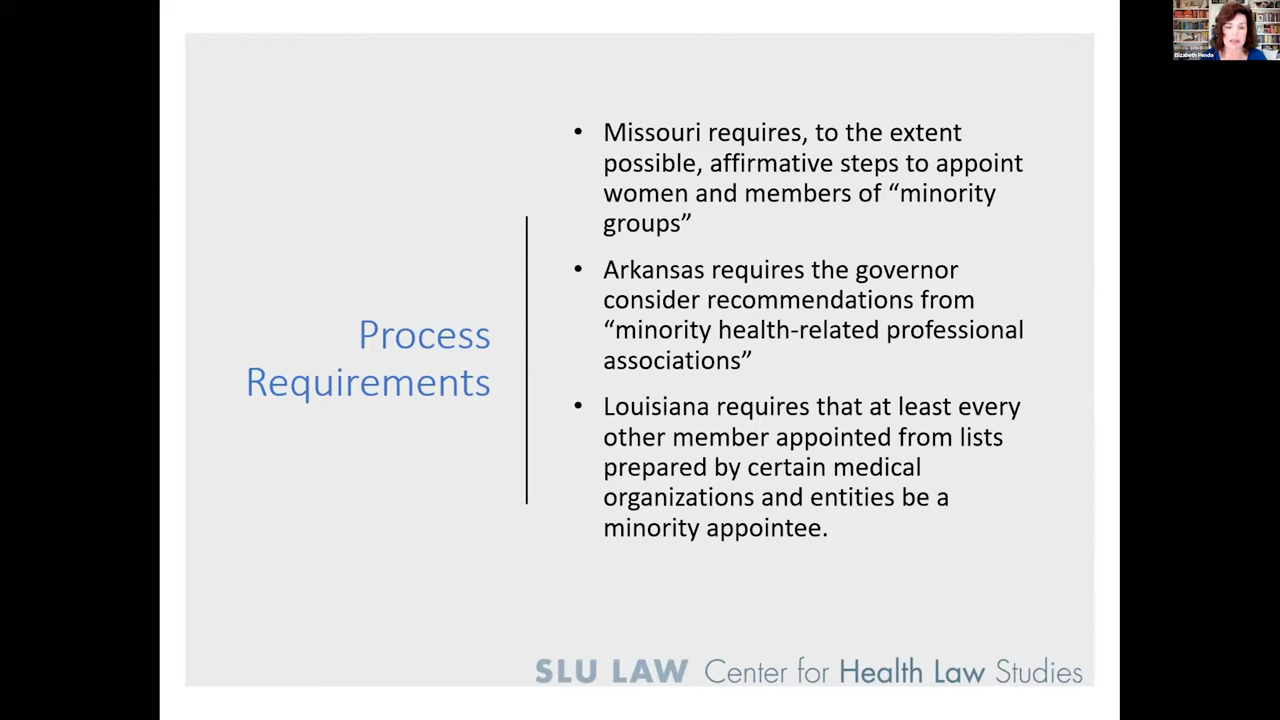 Process
Requirements
• Missouri requires, to the extent
possible, affirmative steps to appoint
women and members of “minority
groups”
• Arkansas requires the governor
consider recommendations from
“minority health-related professional
associations”
• Louisiana requires that at least every
other member appointed from lists
prepared by certain medical
organizations and entities be a
minority appointee.
SLU LAW Center for Health Law Studies
Elizabeth Pendo